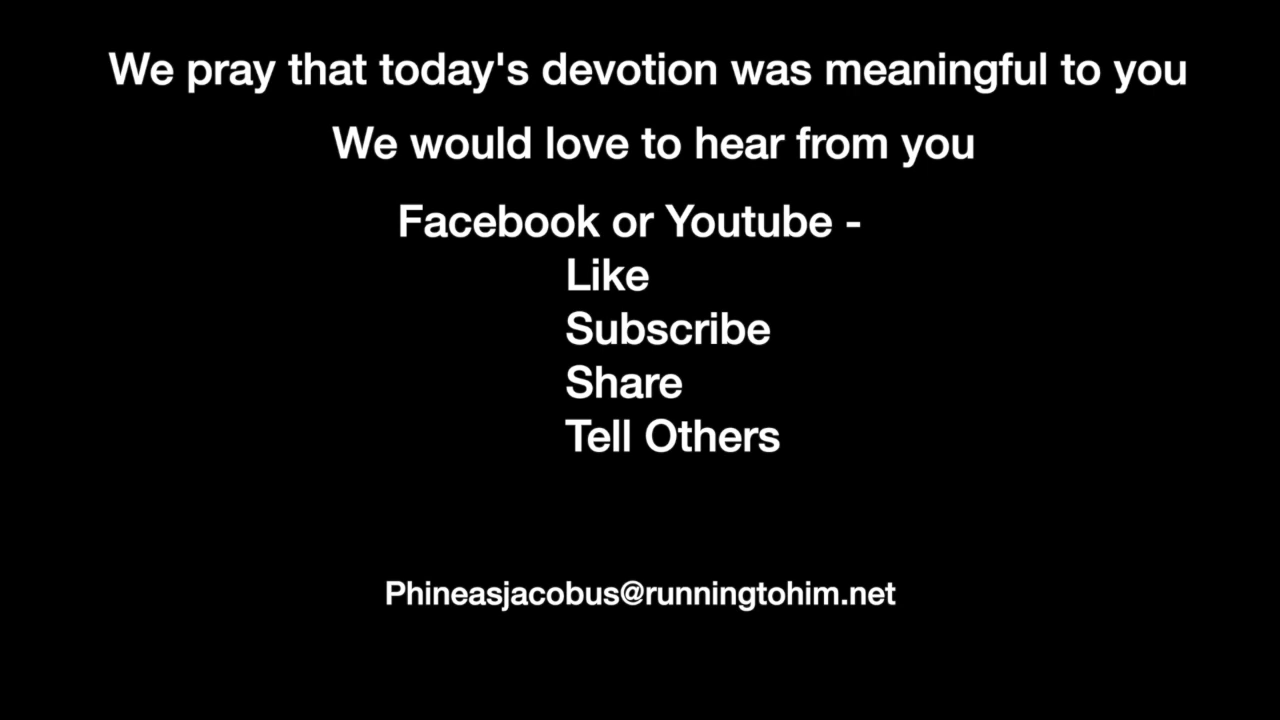 We pray that today's devotion was meaningful to you
We would love to hear from you
Facebook or Youtube -
Like
Subscribe
Share
Tell Others
Phineasjacobus@runningtohim.net